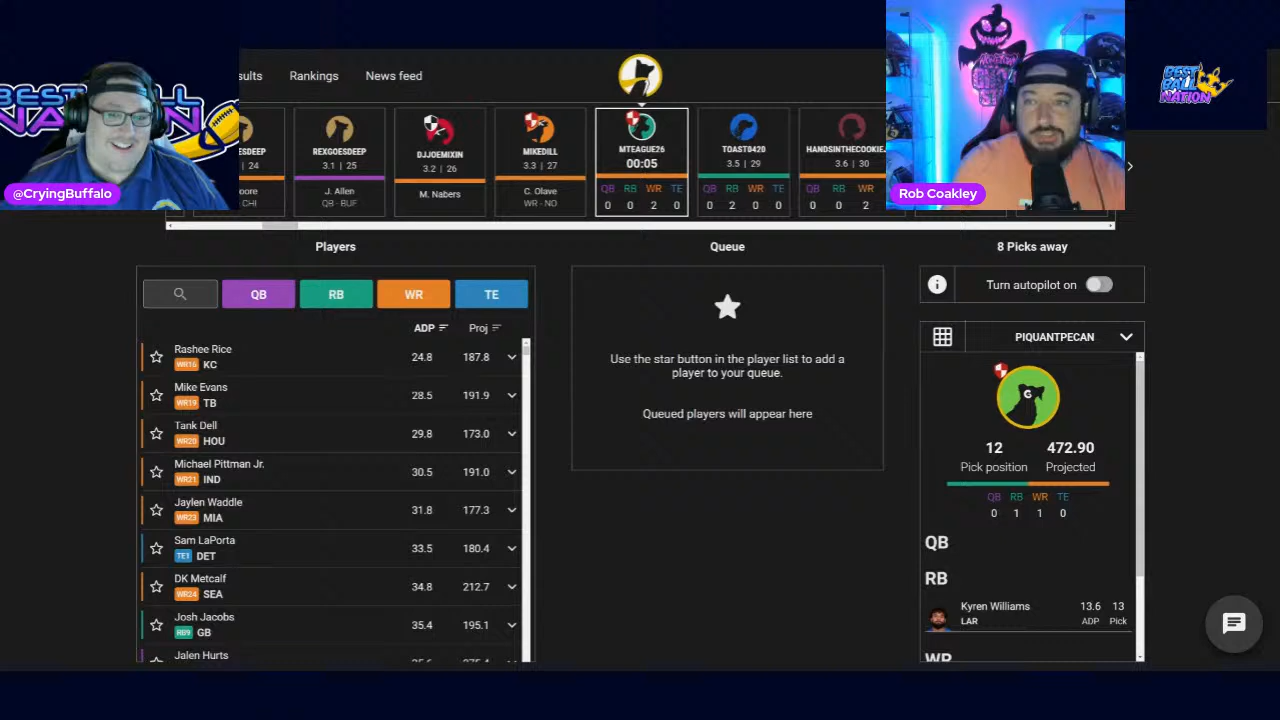 BEST BALL
NATION
@CryingBuffalo
Rob Coakley
BEST
BALL
NATION
sults
Rankings
News feed
ESDEEP
| 24
oore
CHI
REXGOESDEEP
3.1 | 25
J. Allen
QB - BUF
DJJOEMIXIN
3.2 | 26
M. Nabers
MIKEDILL
3.3 | 27
C. Olave
WR - NO
MTEAGUE26
00:05
QB RB WR TE
0 0 2 0
TOAST0420
3.5 | 29
QB RB WR TE
0 2 0 0
HANDSINTHECOOKIE
3.6 | 30
QB RB WR
0 0 2
Players
QB
RB
WR
TE
ADP
Proj
Rashee Rice
WR16 KC
24.8
187.8
Mike Evans
WR19 TB
28.5
191.9
Tank Dell
WR20 HOU
29.8
173.0
Michael Pittman Jr.
WR21 IND
30.5
191.0
Jaylen Waddle
WR23 MIA
31.8
177.3
Sam LaPorta
TE1 DET
33.5
180.4
DK Metcalf
WR24 SEA
34.8
212.7
Josh Jacobs
RB9 GB
35.4
195.1
Jalen Hurts
Queue
Use the star button in the player list to add a
player to your queue.
Queued players will appear here
8 Picks away
Turn autopilot on
PIQUANTPECAN
G
12
Pick position
472.90
Projected
QB RB WR TE
0 1 1 0
QB
RB
Kyren Williams
LAR
13.6
ADP
13
Pick
WR